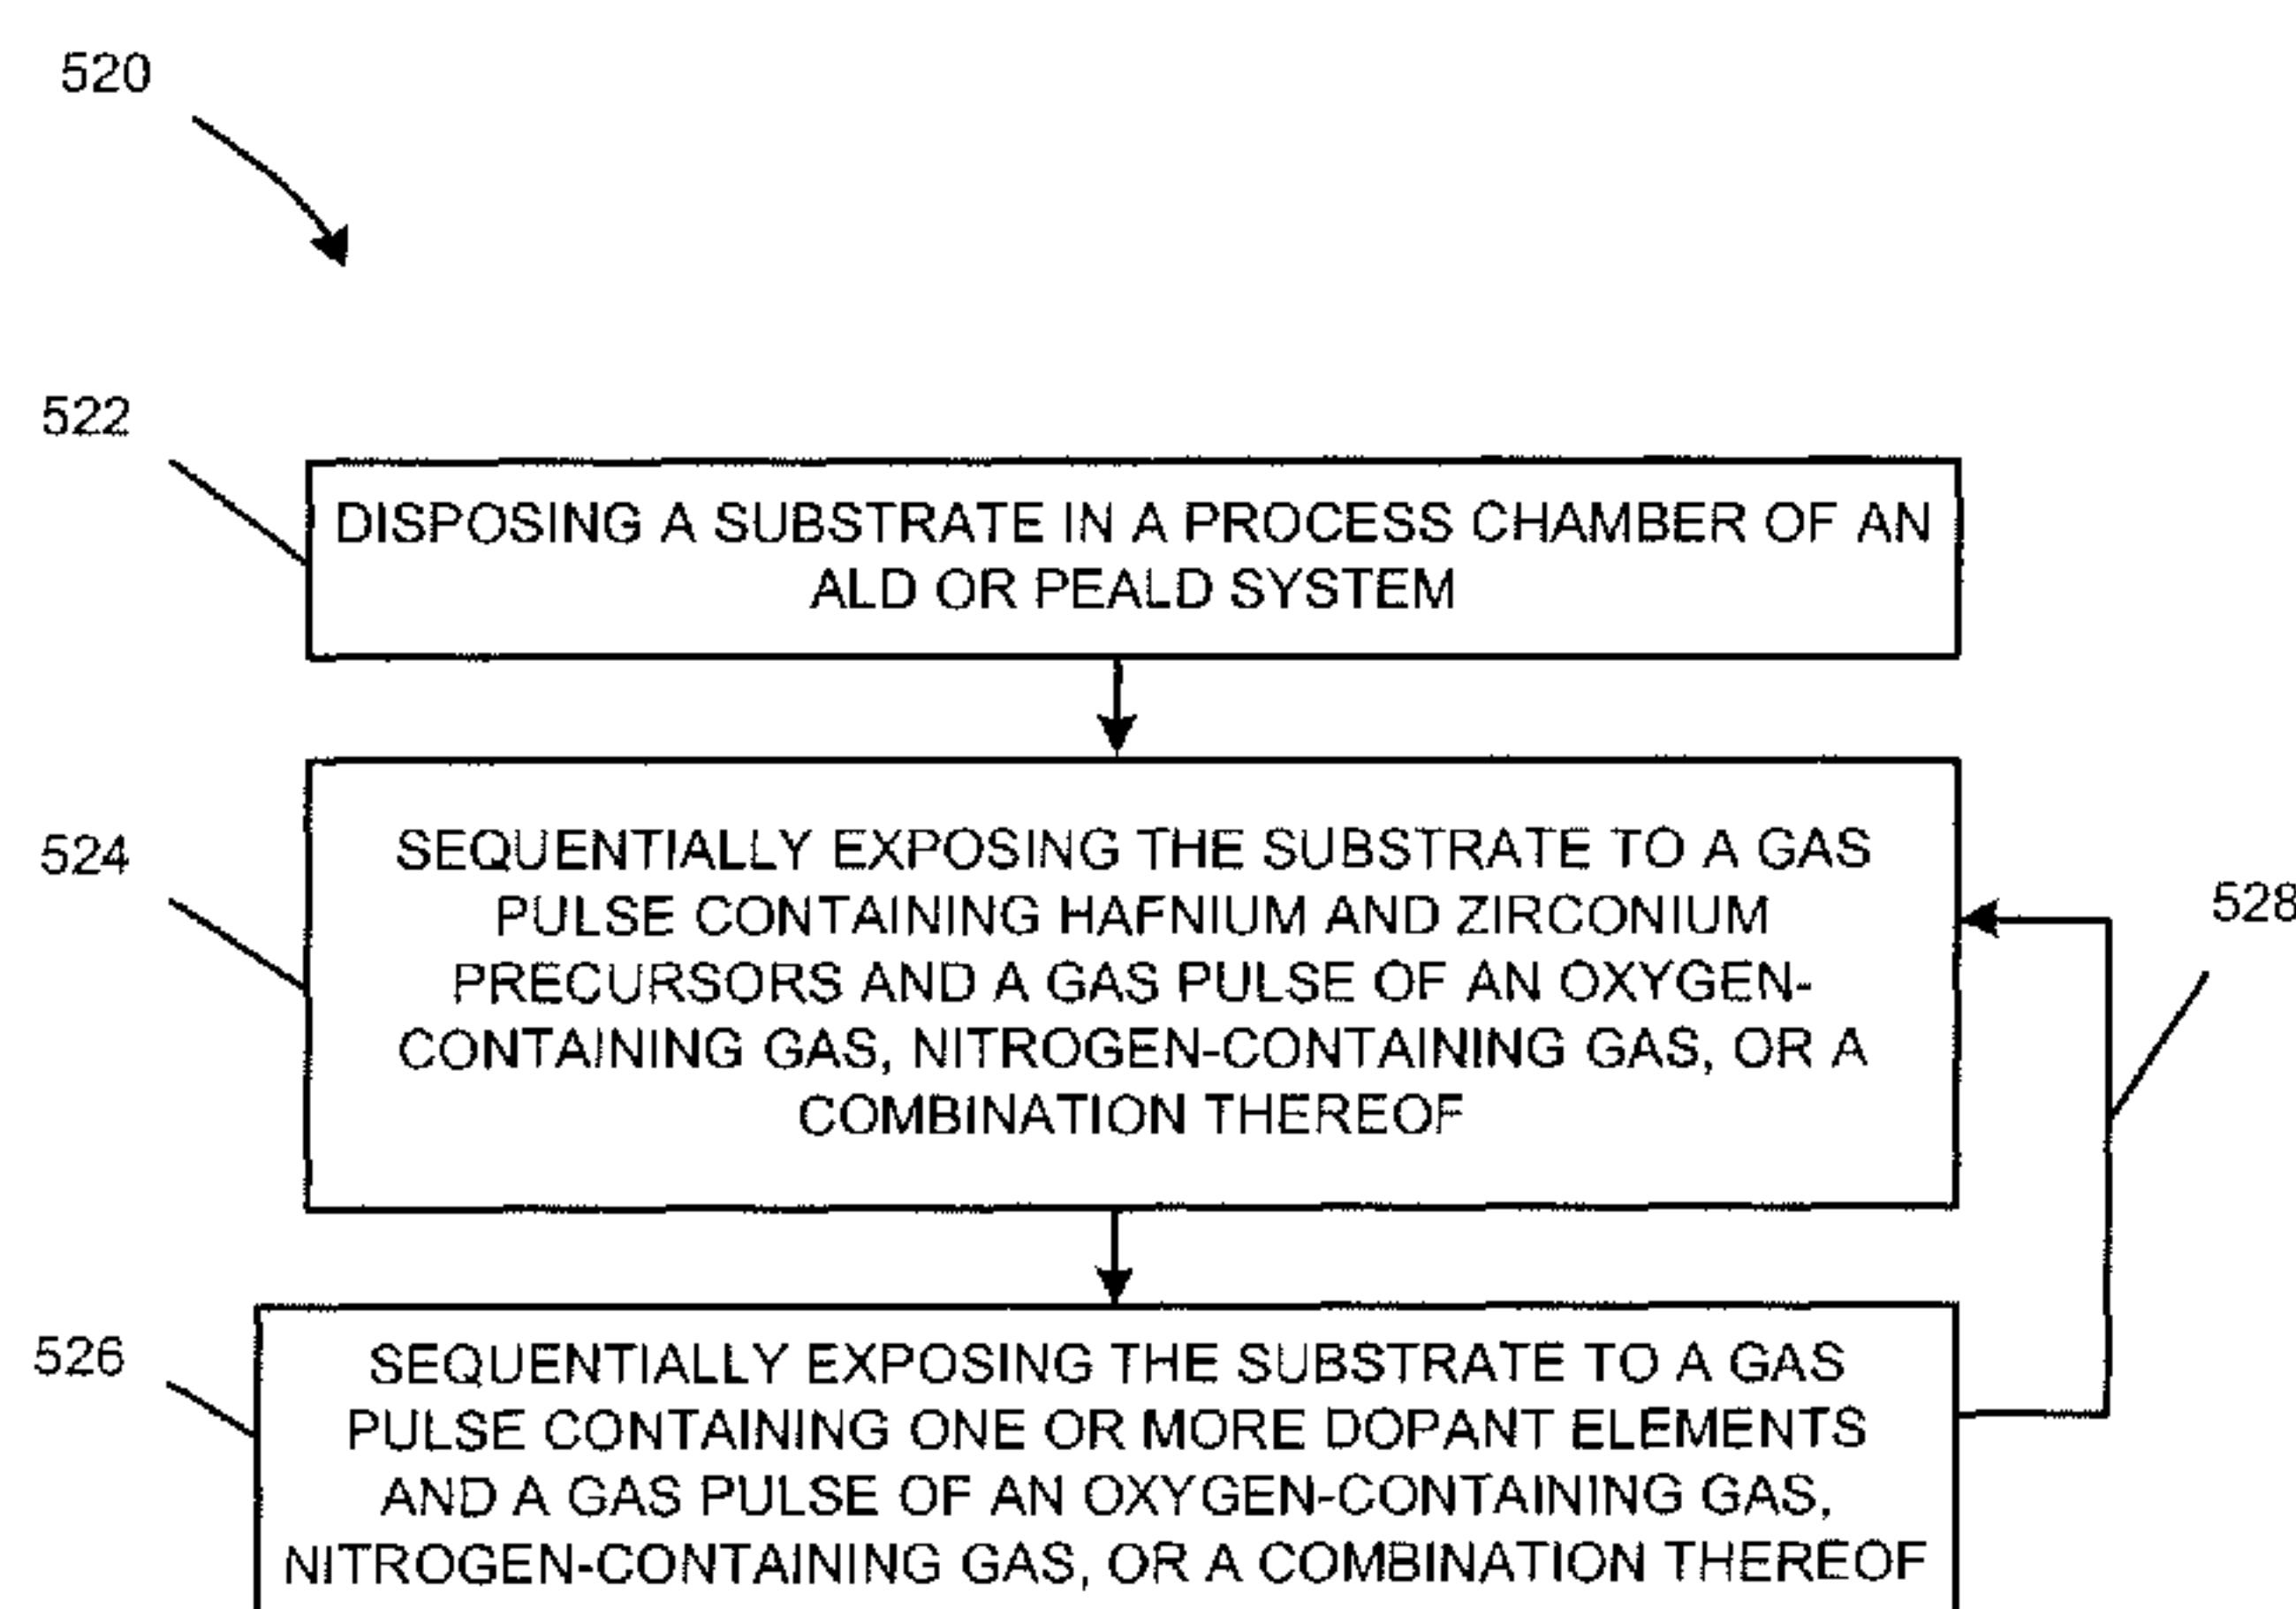 520
522
DISPOSING A SUBSTRATE IN A PROCESS CHAMBER OF AN
ALD OR PEALD SYSTEM
524
SEQUENTIALLY EXPOSING THE SUBSTRATE TO A GAS
PULSE CONTAINING HAFNIUM AND ZIRCONIUM
PRECURSORS AND A GAS PULSE OF AN OXYGEN-
CONTAINING GAS, NITROGEN-CONTAINING GAS, OR A
COMBINATION THEREOF
528
526
SEQUENTIALLY EXPOSING THE SUBSTRATE TO A GAS
PULSE CONTAINING ONE OR MORE DOPANT ELEMENTS
AND A GAS PULSE OF AN OXYGEN-CONTAINING GAS,
NITROGEN-CONTAINING GAS, OR A COMBINATION THEREOF